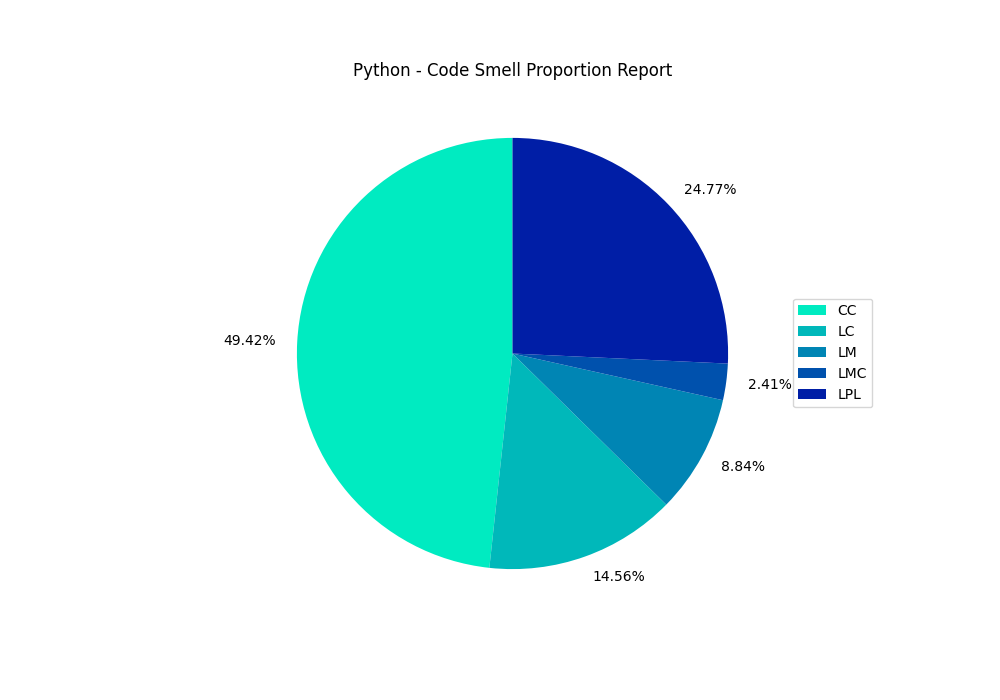 Python - Code Smell Proportion Report
24.77%
49.42%
CC
LC
LM
LMC
LPL
2.41%
8.84%
14.56%